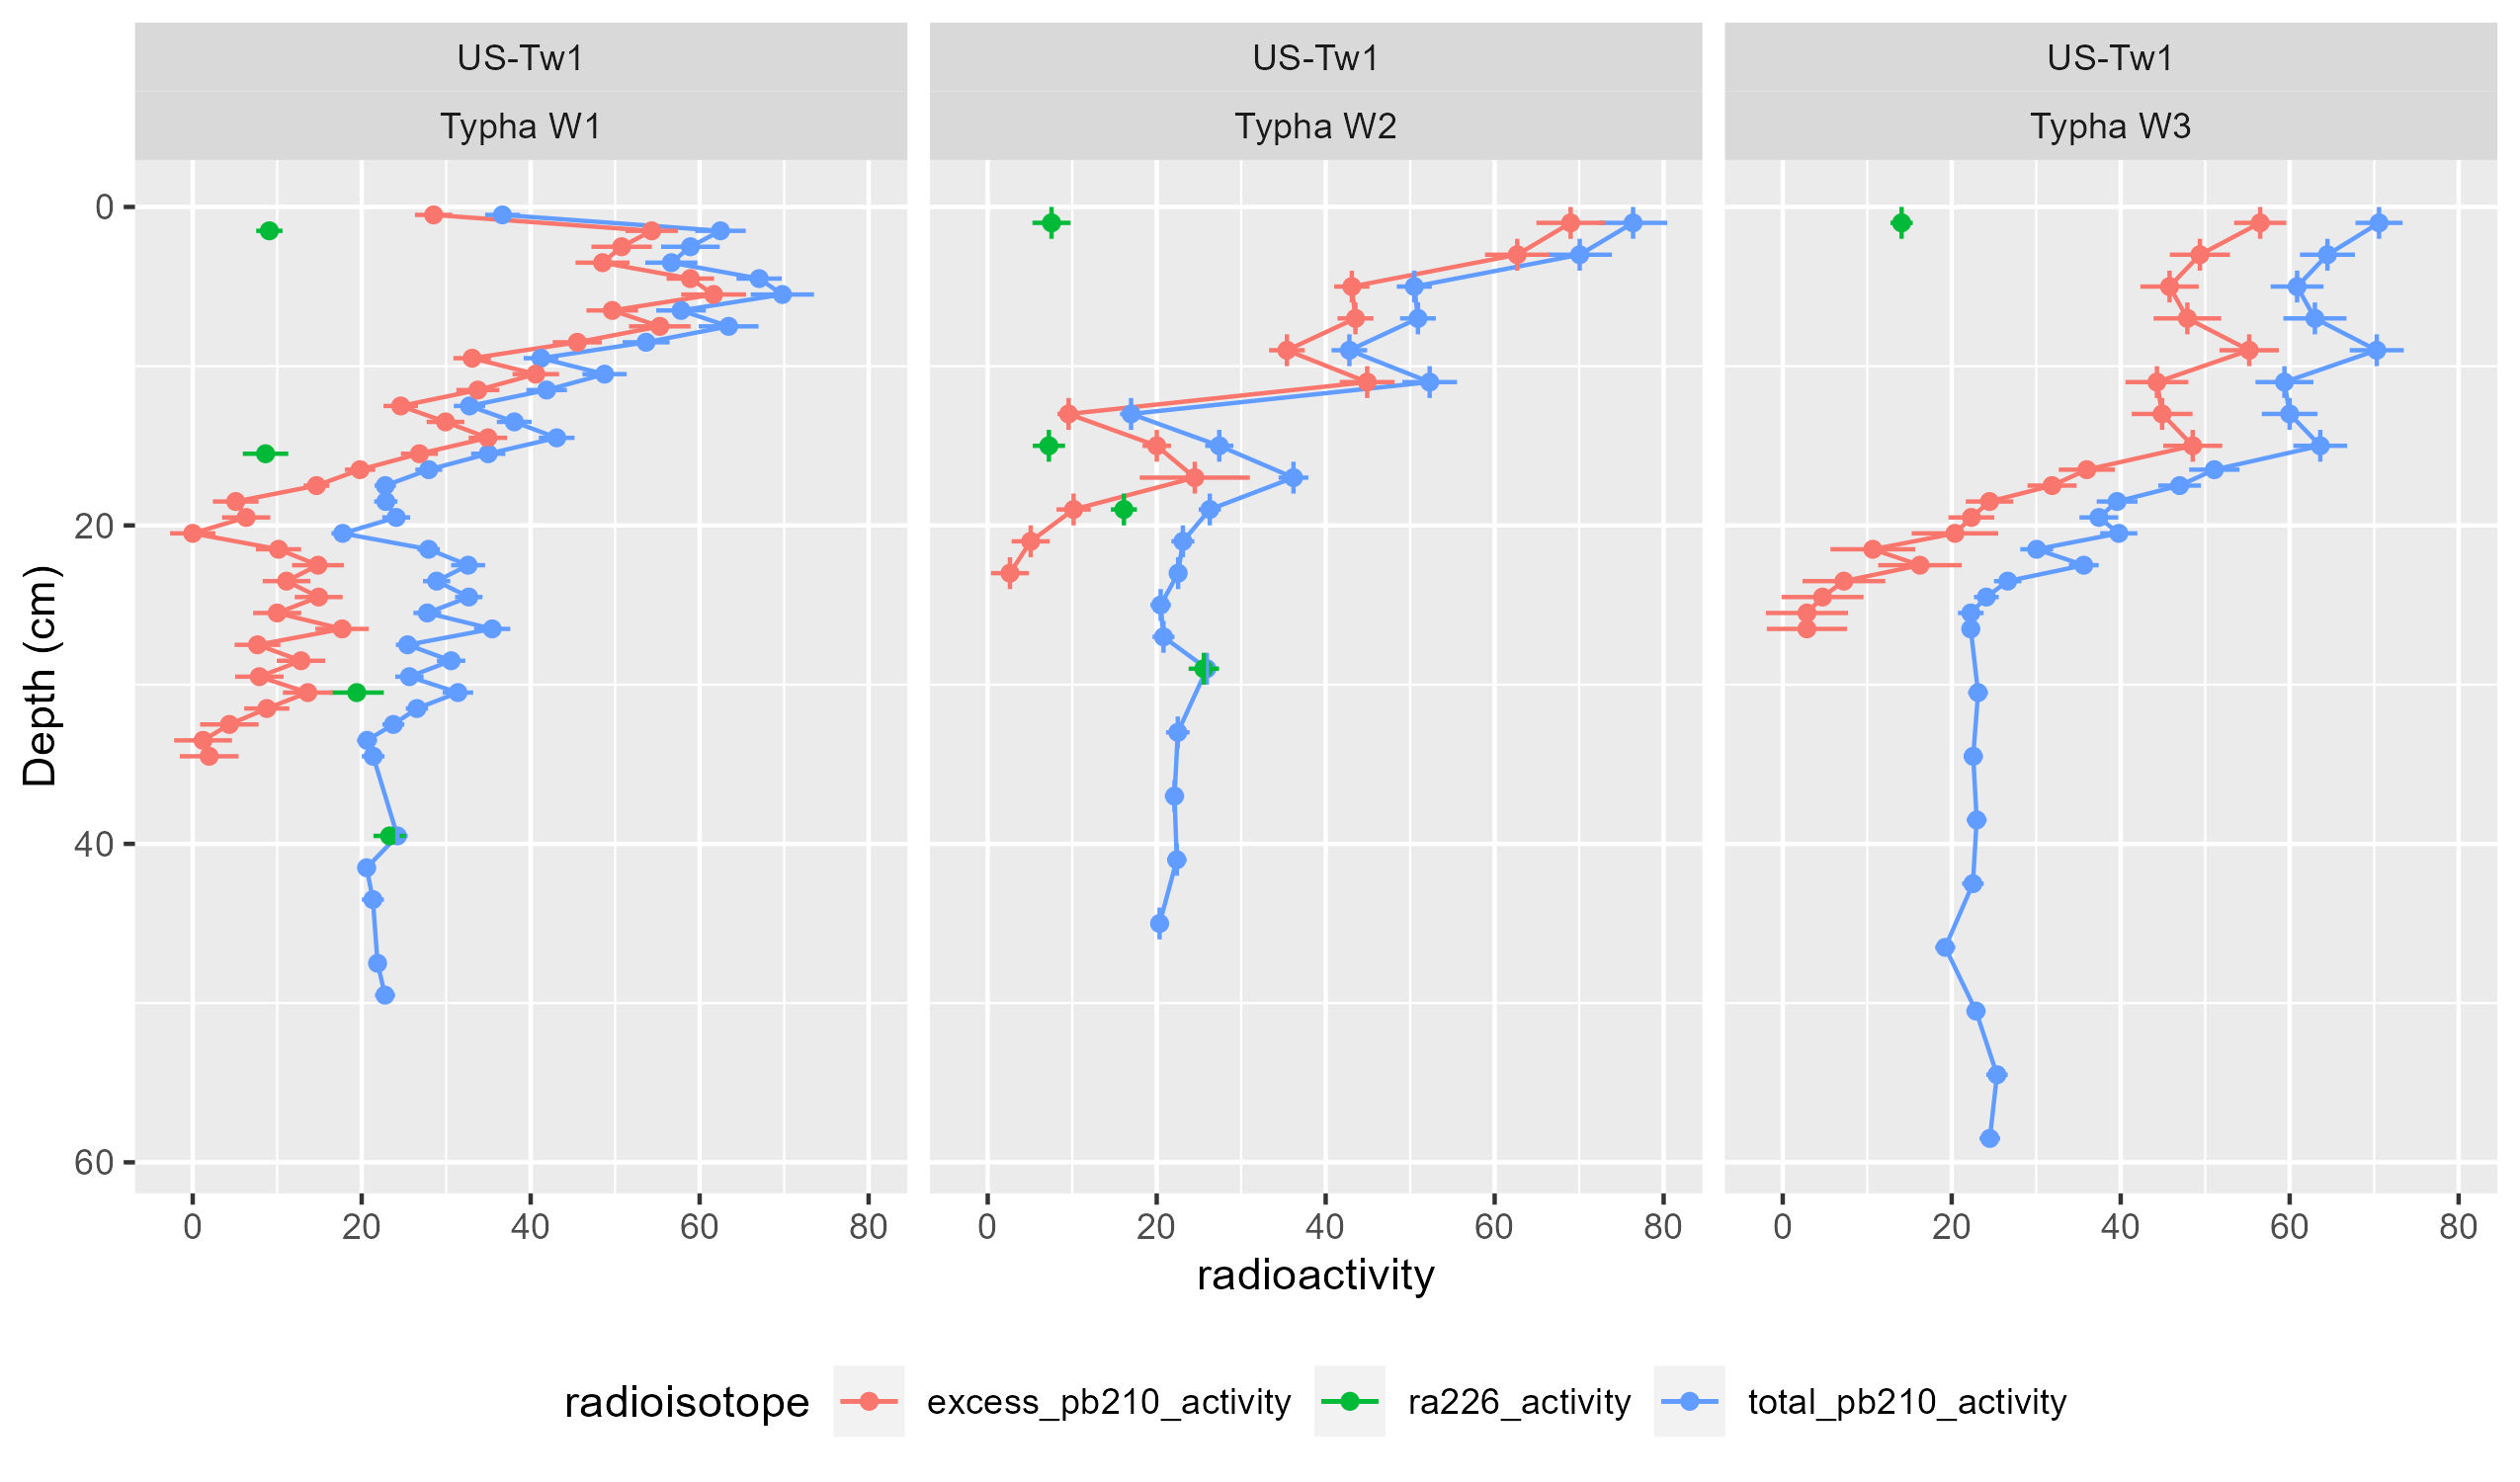 US-Tw1 US-Tw1 US-Tw1
Typha W1 Typha W2 Typha W3
0
20
40
60
Depth (cm)
0 20 40 60 80 0 20 40 60 80 0 20 40 60 80
radioactivity
radioisotope excess_pb210_activity ra226_activity total_pb210_activity